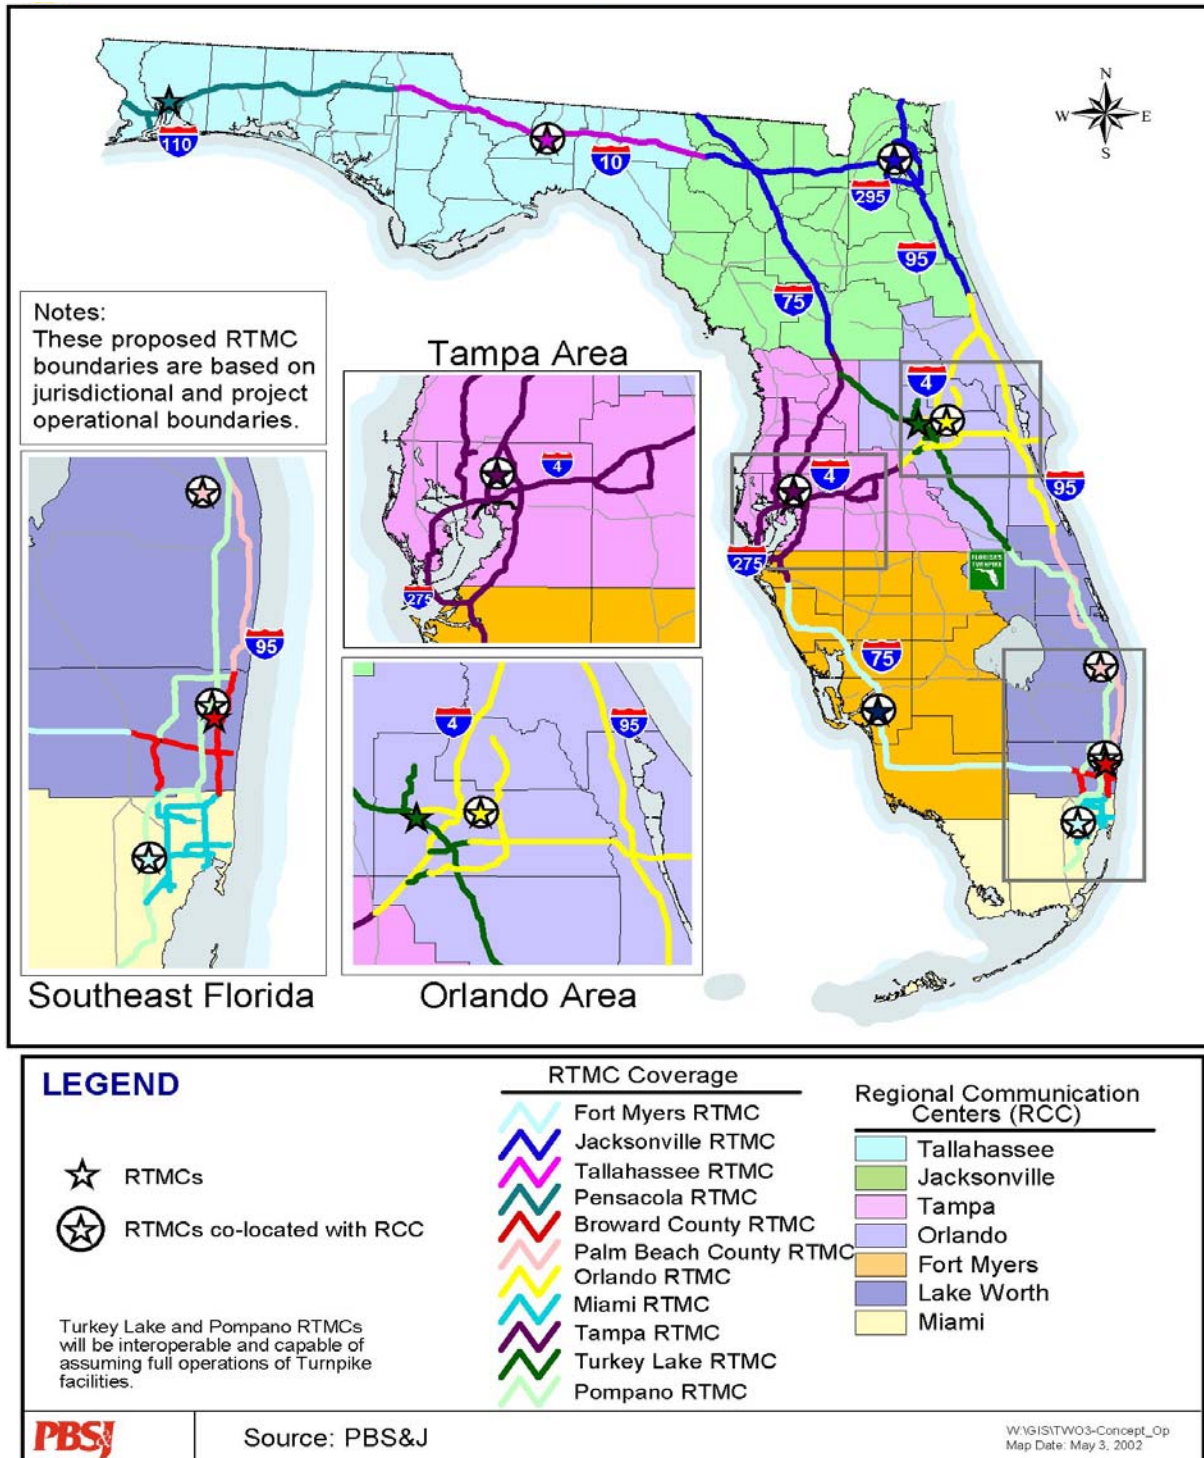 N
W E
S
110
10
295
95
75
4
4
95
275
FLORIDA'S
TURNPIKE
75
Notes:
These proposed RTMC
boundaries are based on
jurisdictional and project
operational boundaries.
Tampa Area
4
275
95
Southeast Florida
4
95
Orlando Area
LEGEND
RTMCs
RTMCs co-located with RCC
Turkey Lake and Pompano RTMCs
will be interoperable and capable of
assuming full operations of Turnpike
facilities.
RTMC Coverage
Fort Myers RTMC
Jacksonville RTMC
Tallahassee RTMC
Pensacola RTMC
Broward County RTMC
Palm Beach County RTMC
Orlando RTMC
Miami RTMC
Tampa RTMC
Turkey Lake RTMC
Pompano RTMC
Regional Communication
Centers (RCC)
Tallahassee
Jacksonville
Tampa
Orlando
Fort Myers
Lake Worth
Miami
PBS&J
Source: PBS&J
W:\GIS\TWO3-Concept_Op
Map Date: May 3, 2002